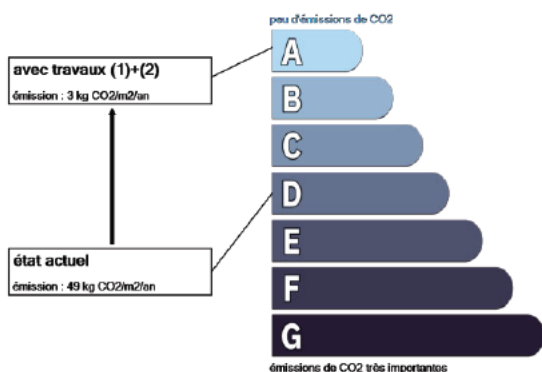 peu d'émissions de CO2
avec travaux (1)+(2)
émission : 3 kg CO2/m2/an
A
B
C
D
état actuel
émission : 49 kg CO2/m2/an
E
F
G
émissions de CO2 très importantes